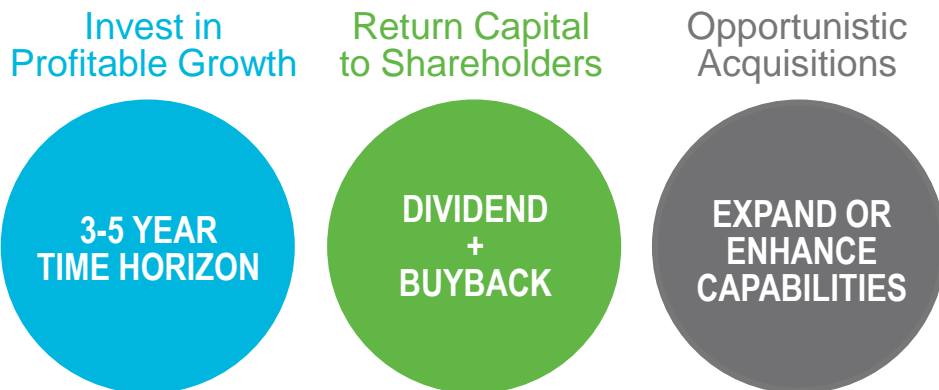 Invest in
Profitable Growth
Return Capital
to Shareholders
Opportunistic
Acquisitions
3-5 YEAR
TIME HORIZON
DIVIDEND
+
BUYBACK
EXPAND OR
ENHANCE
CAPABILITIES